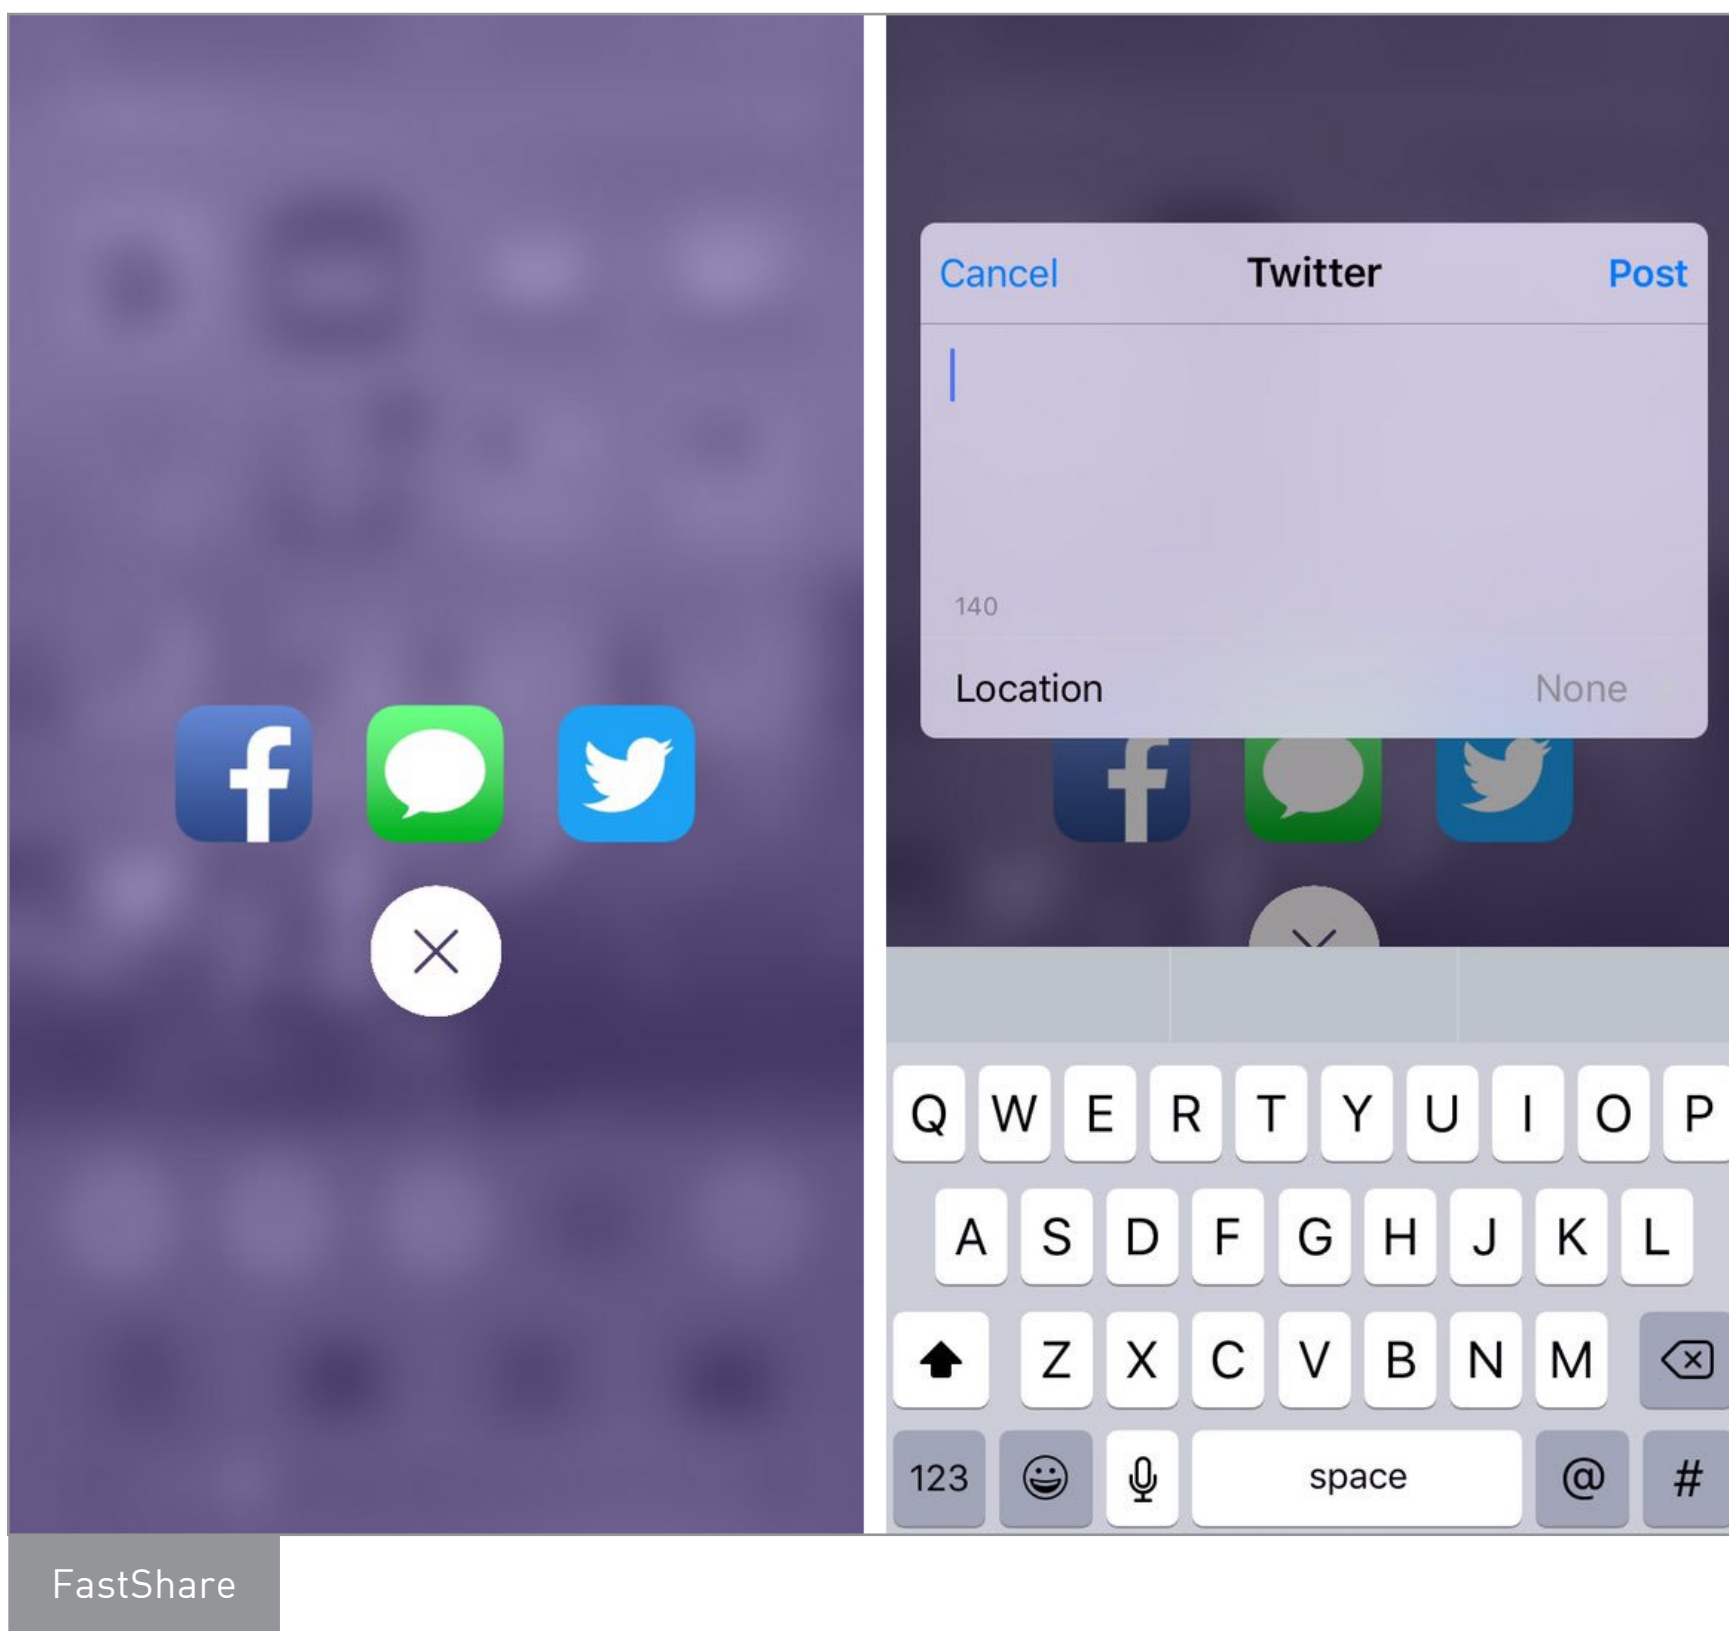 Cancel Twitter Post
140
Location None
Q W E R T Y U I O P
A S D F G H J K L
Z X C V B N M
123 space @ #
FastShare